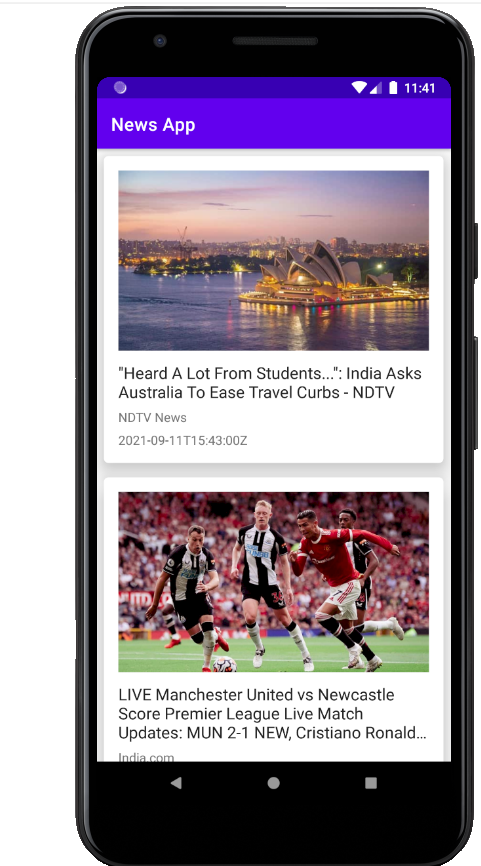 11:41
News App
"Heard A Lot From Students...": India Asks
Australia To Ease Travel Curbs - NDTV
NDTV News
2021-09-11T15:43:00Z
LIVE Manchester United vs Newcastle
Score Premier League Live Match
Updates: MUN 2-1 NEW, Cristiano Ronald...
India.com